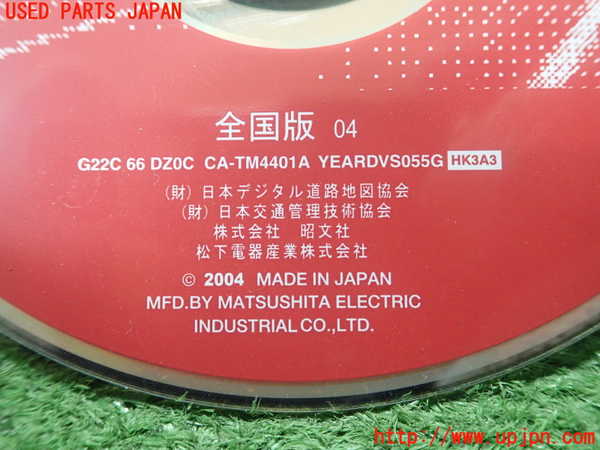 USED PARTS JAPAN
全国版 04
G22C 66 DZ0C CA-TM4401A YEARDVS055G HK3A3
(財)日本デジタル道路地図協会
(財)日本交通管理技術協会
株式会社 昭文社
松下電器産業株式会社
© 2004 MADE IN JAPAN
MFD.BY MATSUSHITA ELECTRIC
INDUSTRIAL CO.,LTD.
http://www.upjpn.com/